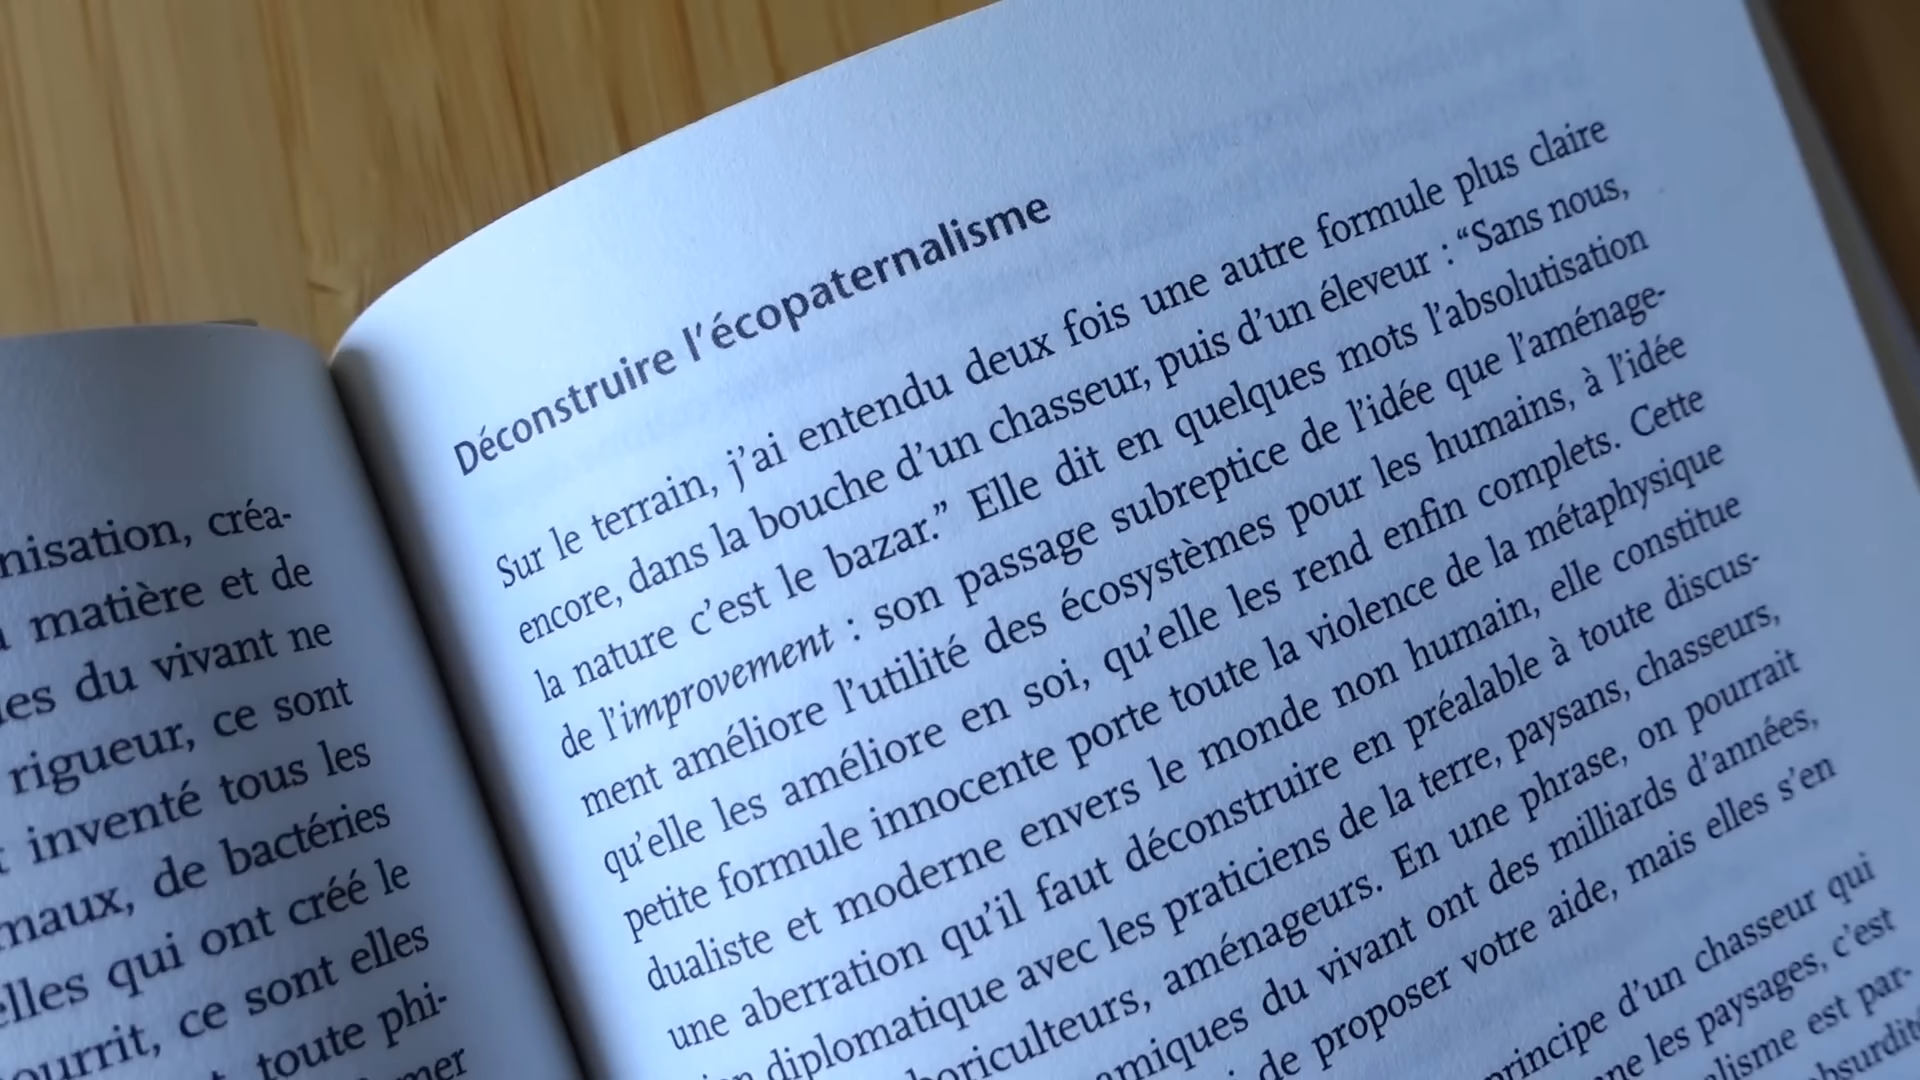 nisation, créa-
matière et de
es du vivant ne
rigueur, ce sont
inventé tous les
maux, de bactéries
elles qui ont créé le
ourrit, ce sont elles
toute phi-
mer
Déconstruire l'écopaternalisme
Sur le terrain, j'ai entendu deux fois une autre formule plus claire
encore, dans la bouche d'un chasseur, puis d'un éleveur : “Sans nous,
la nature c'est le bazar.” Elle dit en quelques mots l'absolutisation
de l'improvement : son passage subreptice de l'idée que l'aménage-
ment améliore l'utilité des écosystèmes pour les humains, à l'idée
qu'elle les améliore en soi, qu'elle les rend enfin complets. Cette
petite formule innocente porte toute la violence de la métaphysique
dualiste et moderne envers le monde non humain, elle constitue
une aberration qu'il faut déconstruire en préalable à toute discus-
diplomatique avec les praticiens de la terre, paysans, chasseurs,
oriculteurs, aménageurs. En une phrase, on pourrait
amiques du vivant ont des milliards d'années,
de proposer votre aide, mais elles s'en
principe d'un chasseur qui
ne les paysages, c'est
alisme est par-
absurdité